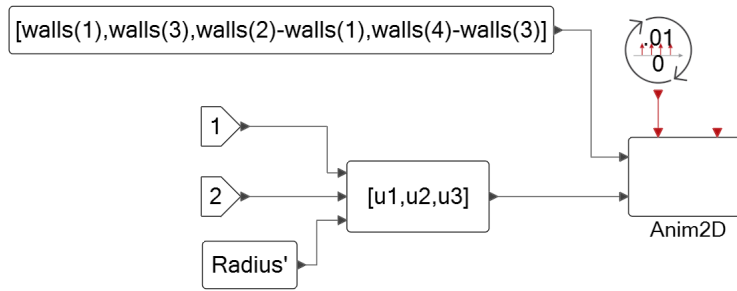 [walls(1),walls(3),walls(2)-walls(1),walls(4)-walls(3)]
.01
0
1
2
[u1,u2,u3]
Radius'
Anim2D